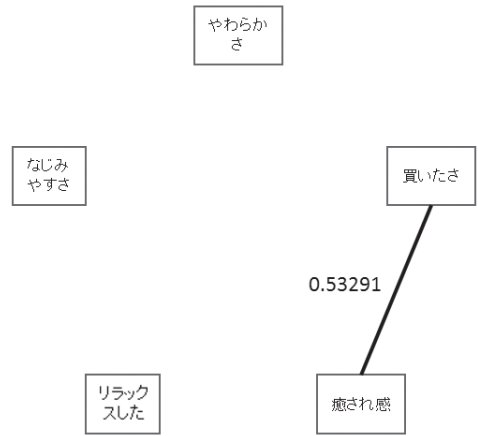 やわらか
さ
なじみ
やすさ
買いたさ
0.53291
リラック
スした
癒され感